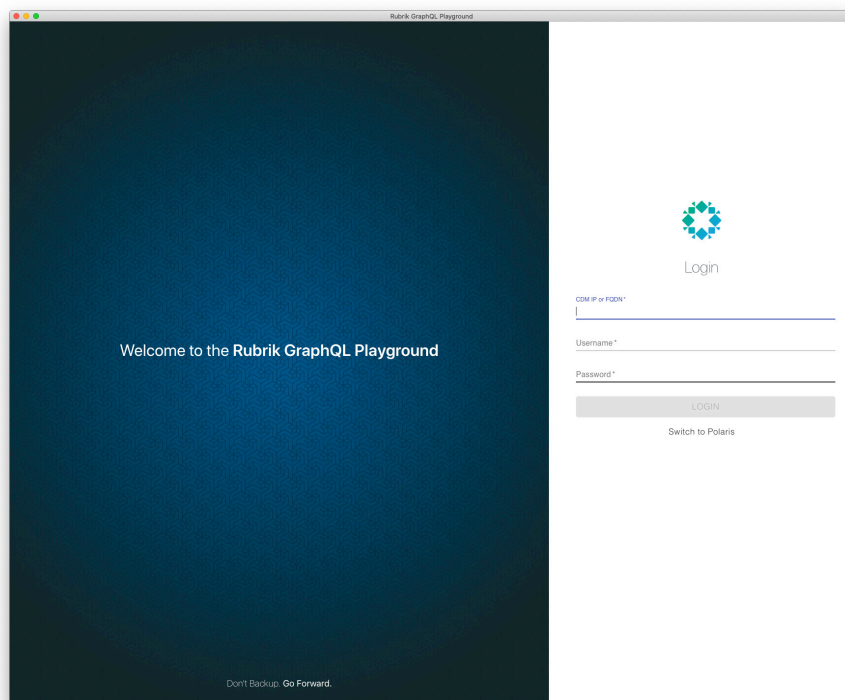 Rubrik GraphQL Playground
Welcome to the Rubrik GraphQL Playground
Don't Backup. Go Forward.
Login
CDM IP or FQDN *
Username *
Password *
LOGIN
Switch to Polaris